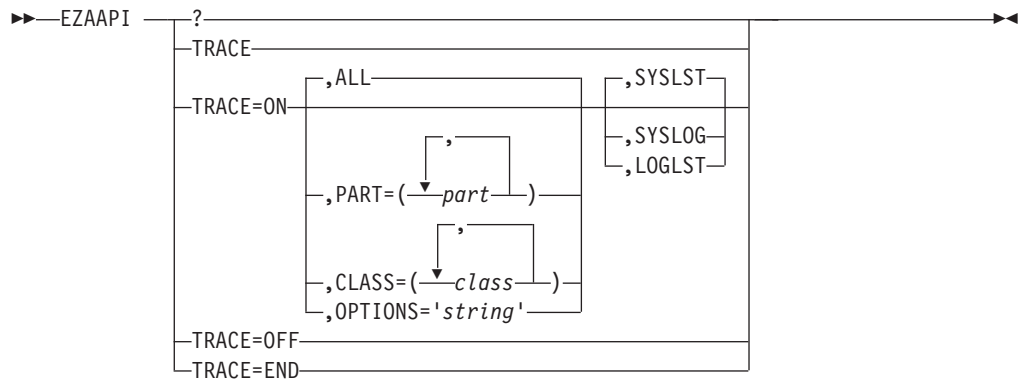 EZAAPI ?
TRACE
,ALL ,SYSLST
TRACE=ON
, ,SYSLOG
,LOGLST
,PART=( part )
,
,CLASS=( class )
,OPTIONS='string'
TRACE=OFF
TRACE=END